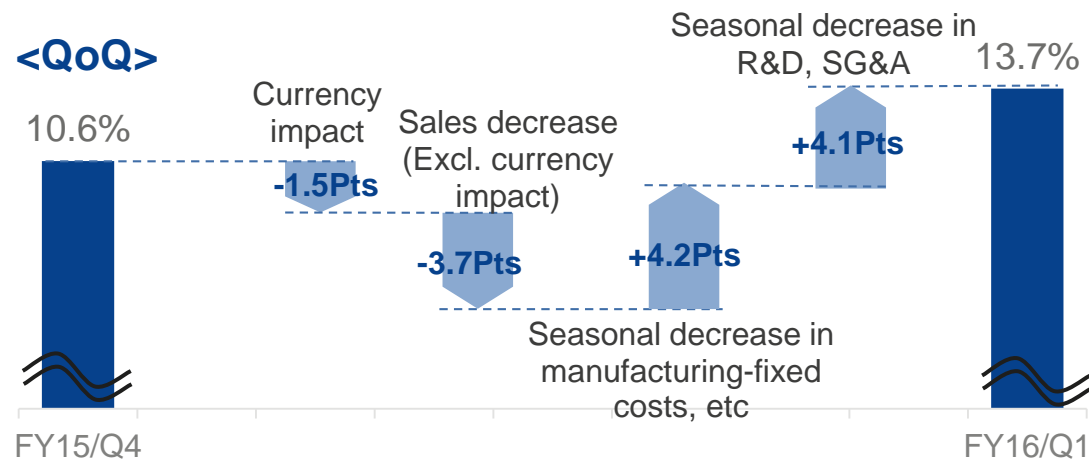 <QoQ>
10.6%
Currency
impact
-1.5Pts
Sales decrease
(Excl. currency
impact)
-3.7Pts
+4.2Pts
Seasonal decrease in
manufacturing-fixed
costs, etc
Seasonal decrease in
R&D, SG&A
+4.1Pts
13.7%
FY15/Q4
FY16/Q1